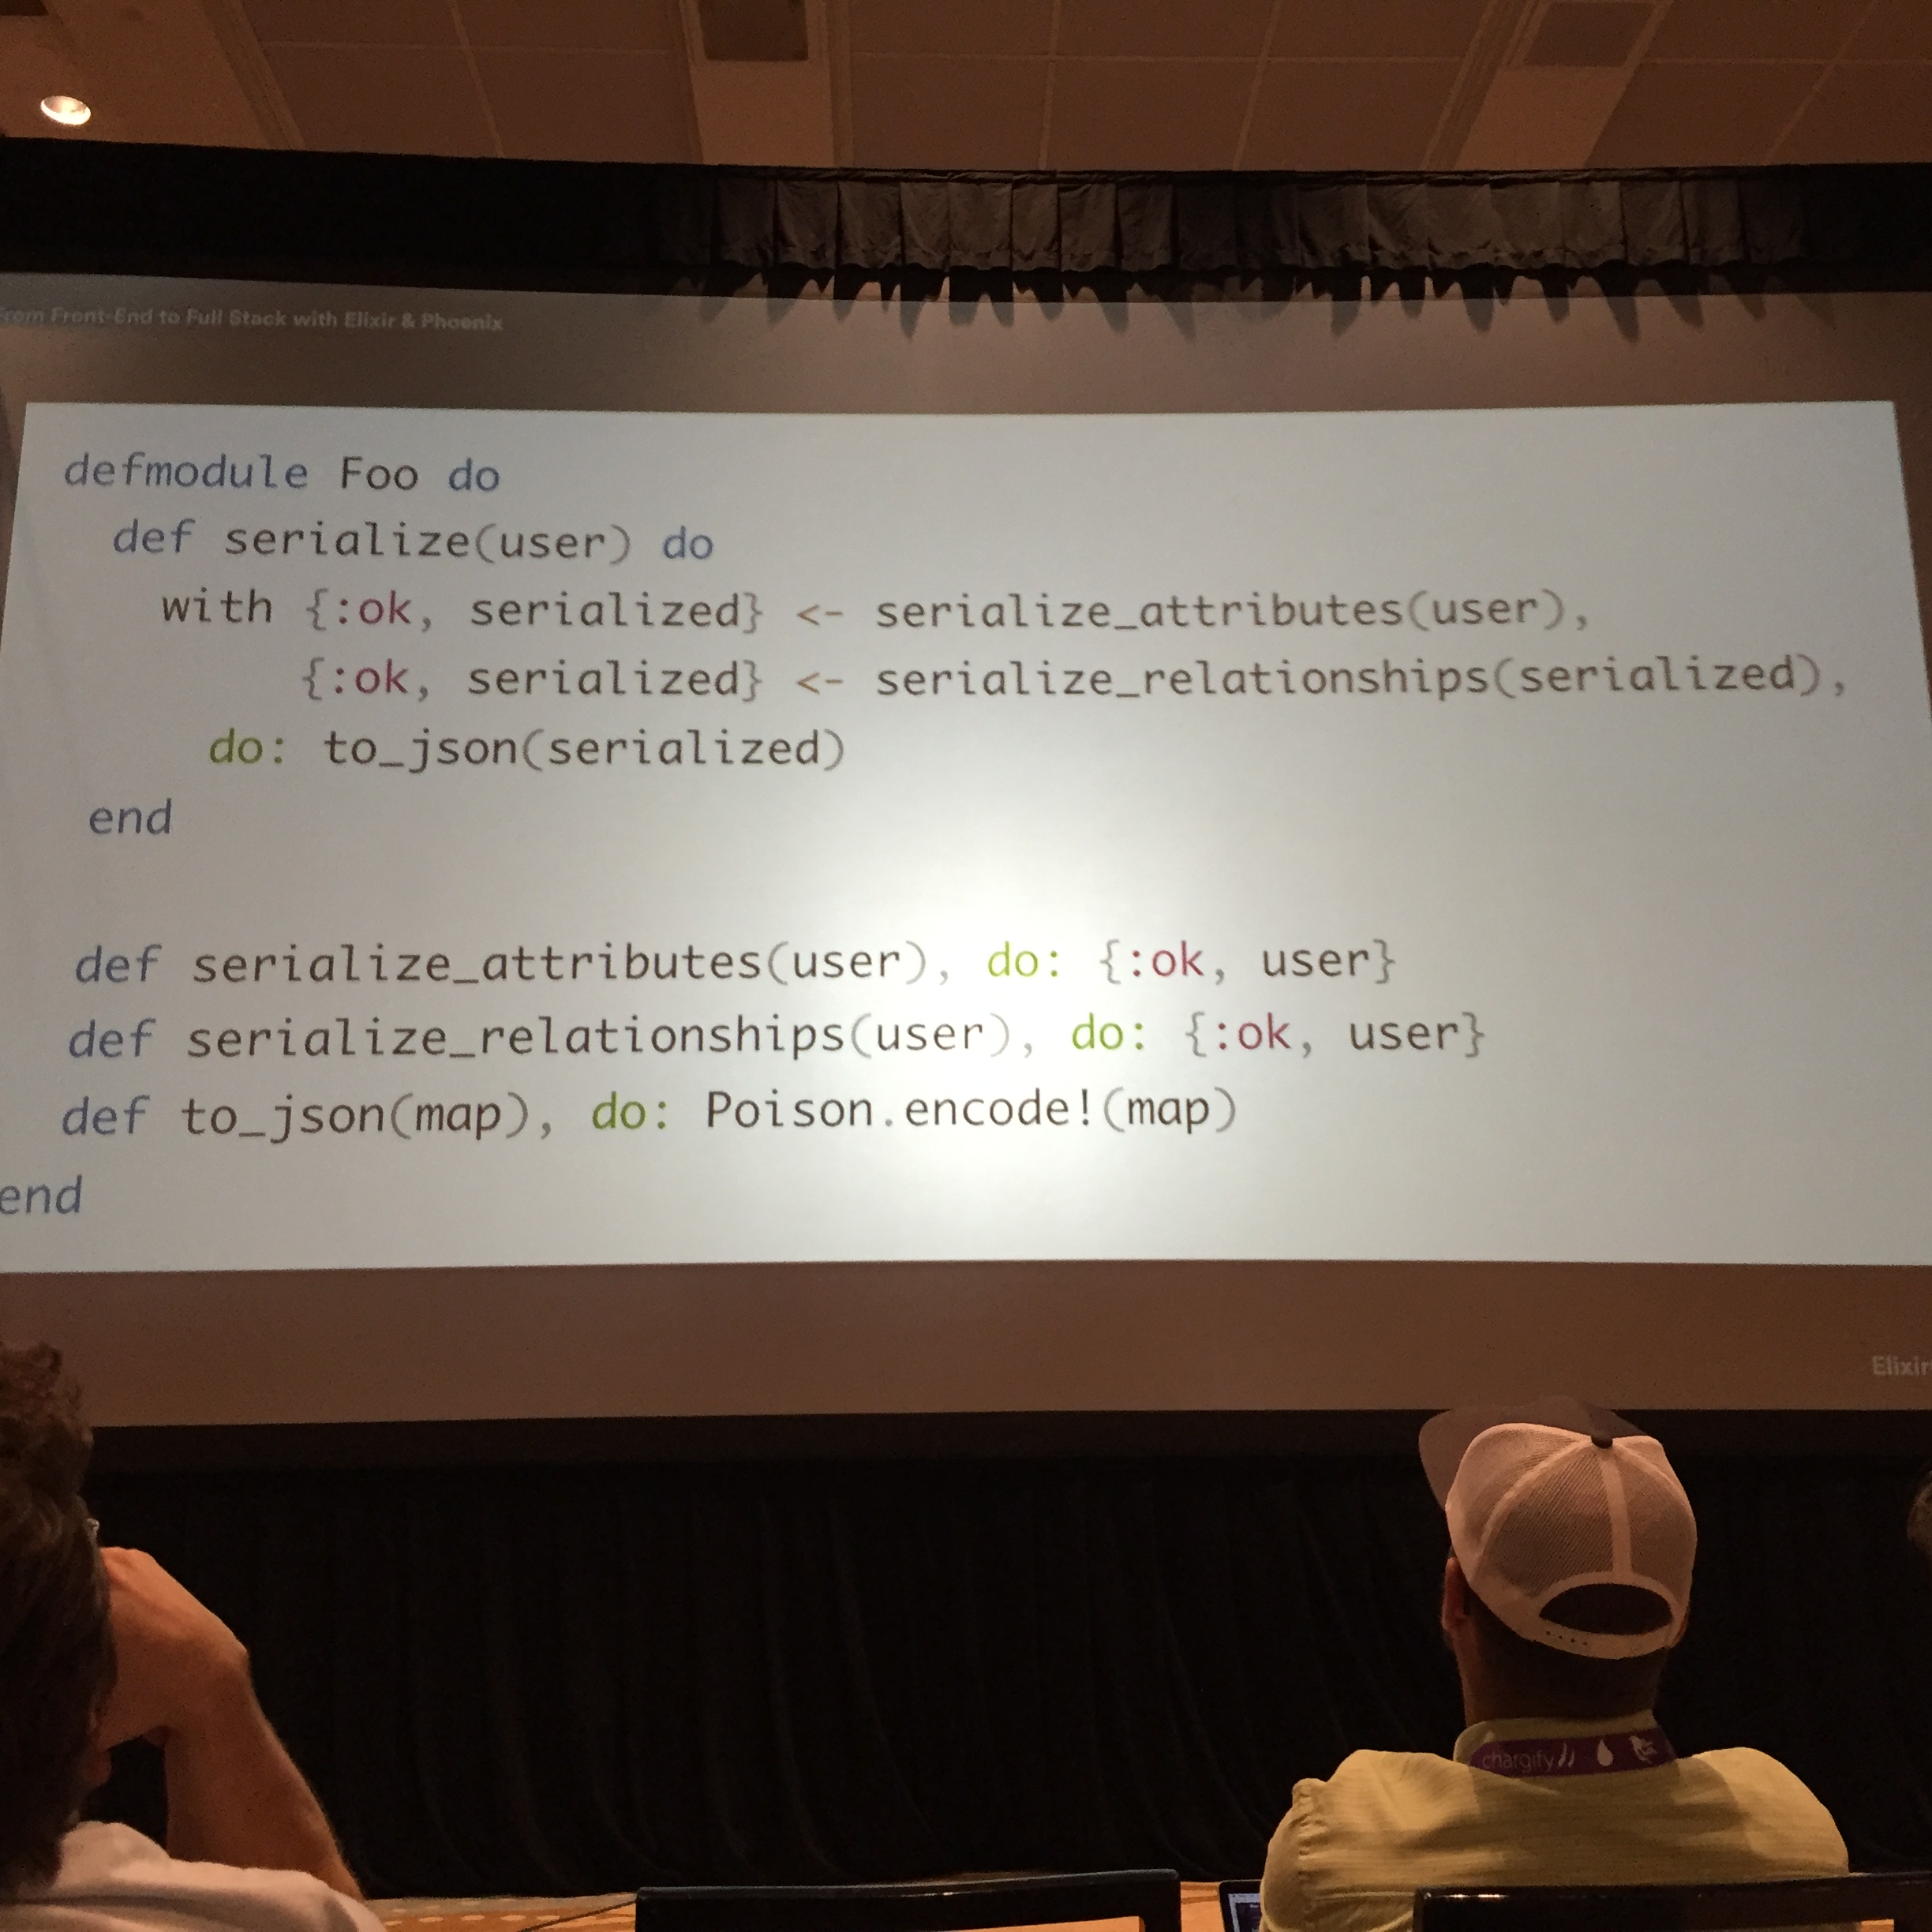 From Front-End to Full Stack with Elixir & Phoenix
defmodule Foo do
def serialize(user) do
with {:ok, serialized} <- serialize_attributes(user),
{:ok, serialized} <- serialize_relationships(serialized),
do: to_json(serialized)
end
def serialize_attributes(user), do: {:ok, user}
def serialize_relationships(user), do: {:ok, user}
def to_json(map), do: Poison.encode!(map)
end
Elixir
chargify